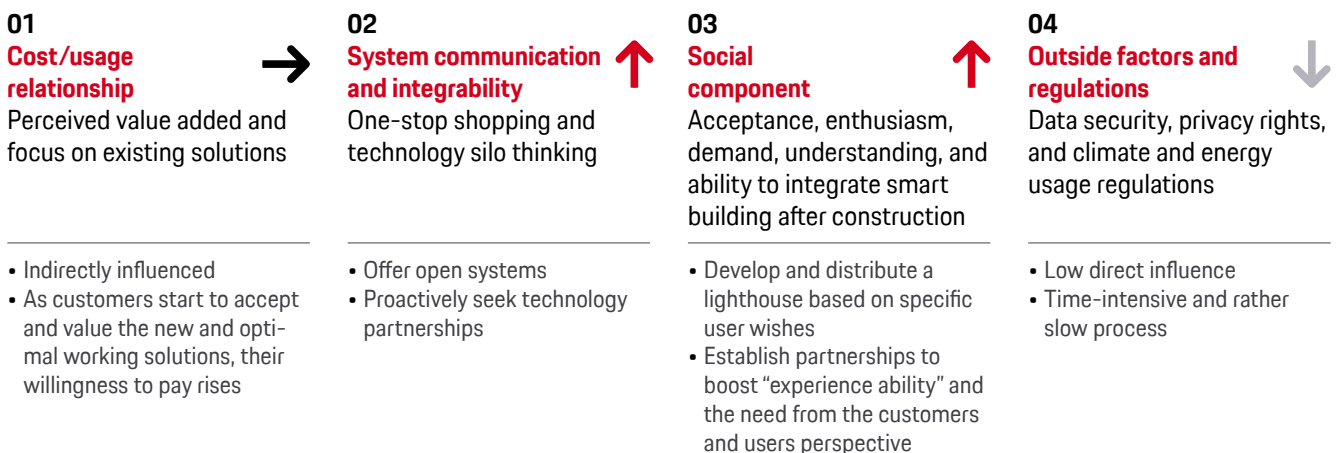 01
Cost/usage
relationship
Perceived value added and
focus on existing solutions
• Indirectly influenced
• As customers start to accept
and value the new and opti-
mal working solutions, their
willingness to pay rises
02
System communication
and integrability
One-stop shopping and
technology silo thinking
• Offer open systems
• Proactively seek technology
partnerships
03
Social
component
Acceptance, enthusiasm,
demand, understanding, and
ability to integrate smart
building after construction
• Develop and distribute a
lighthouse based on specific
user wishes
• Establish partnerships to
boost “experience ability” and
the need from the customers
and users perspective
04
Outside factors and
regulations
Data security, privacy rights,
and climate and energy
usage regulations
• Low direct influence
• Time-intensive and rather
slow process